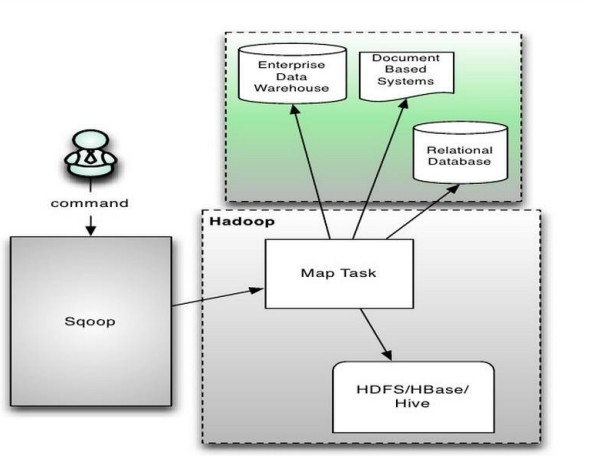 Enterprise
Data
Warehouse
Document
Based
Systems
Relational
Database
command
Hadoop
Map Task
Sqoop
HDFS/HBase/
Hive